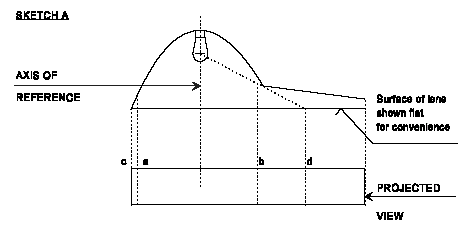 SKETCH A
AXIS OF
REFERENCE
Surface of lens
shown flat
for convenience
c a b d
PROJECTED
VIEW